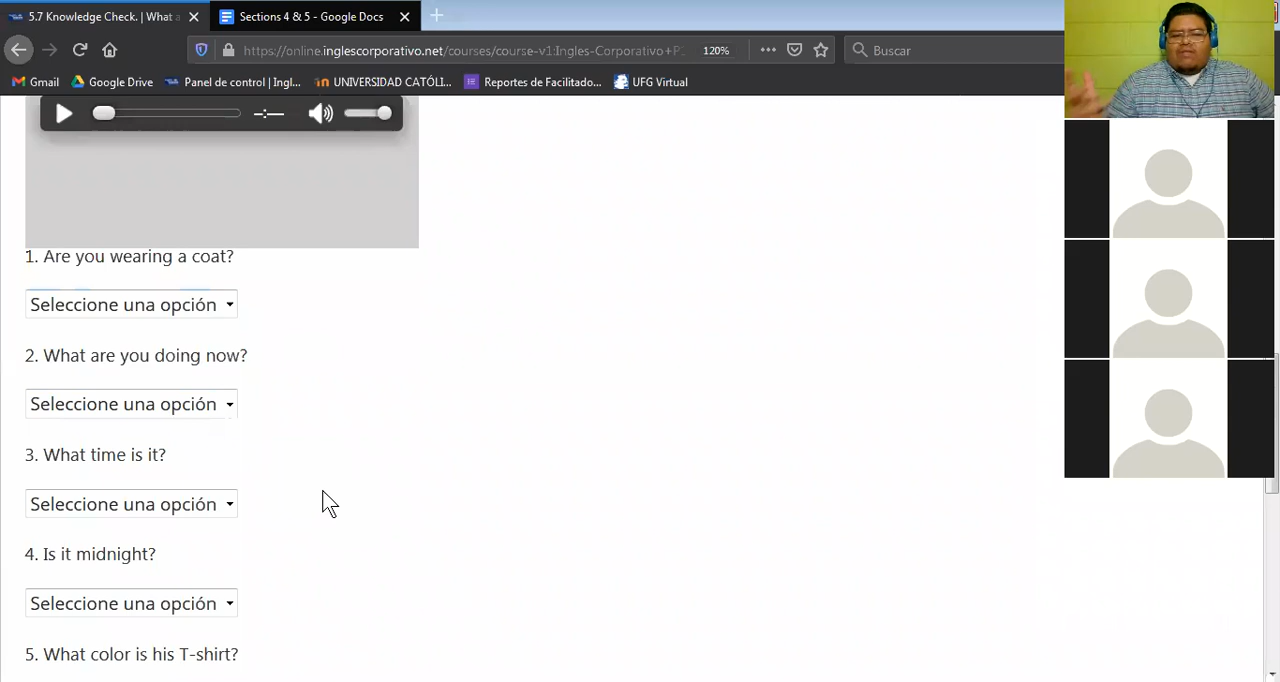 5.7 Knowledge Check. | What a
Sections 4 & 5 - Google Docs
https://online.inglescorporativo.net/courses/course-v1:Ingles-Corporativo+P
120%
Buscar
Gmail
Google Drive
Panel de control | Ingl...
UNIVERSIDAD CATÓLI...
Reportes de Facilitado...
UFG Virtual
1. Are you wearing a coat?
Seleccione una opción
2. What are you doing now?
Seleccione una opción
3. What time is it?
Seleccione una opción
4. Is it midnight?
Seleccione una opción
5. What color is his T-shirt?